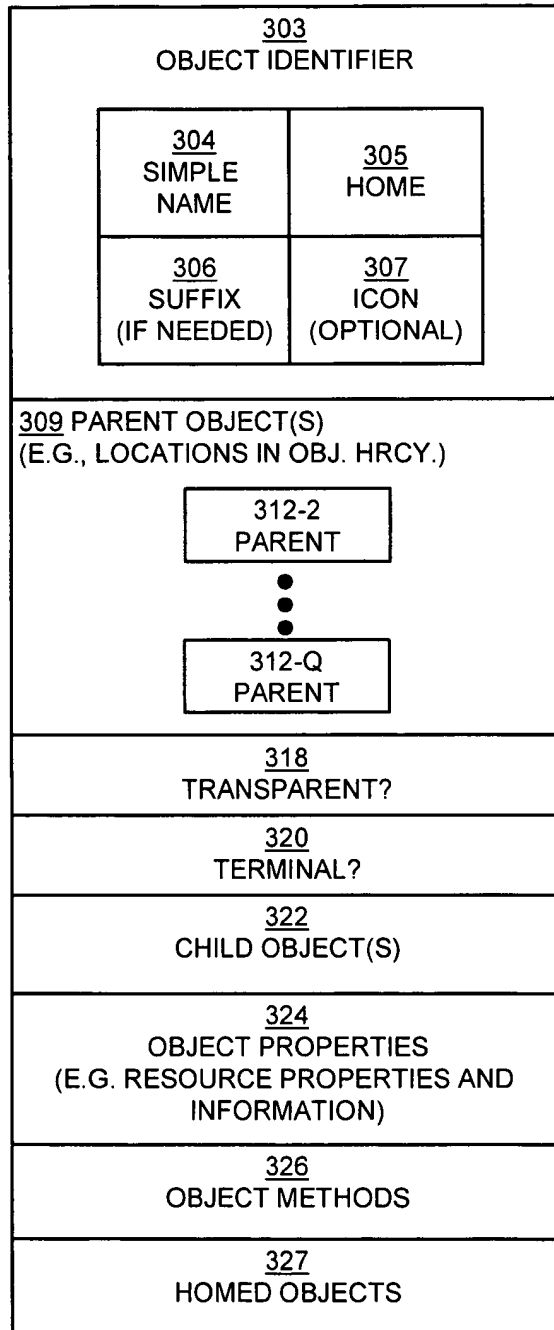 303
OBJECT IDENTIFIER
304
SIMPLE
NAME
305
HOME
306
SUFFIX
(IF NEEDED)
307
ICON
(OPTIONAL)
309 PARENT OBJECT(S)
(E.G., LOCATIONS IN OBJ. HRCY.)
312-2
PARENT
312-Q
PARENT
318
TRANSPARENT?
320
TERMINAL?
322
CHILD OBJECT(S)
324
OBJECT PROPERTIES
(E.G. RESOURCE PROPERTIES AND
INFORMATION)
326
OBJECT METHODS
327
HOMED OBJECTS